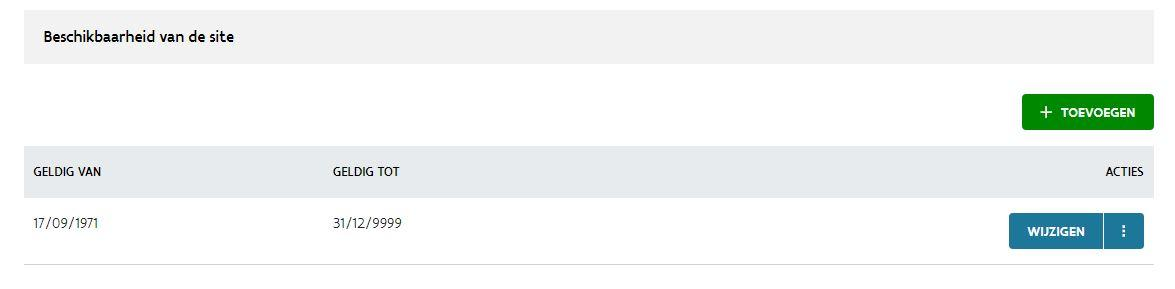 Beschikbaarheid van de site
+ TOEVOEGEN
GELDIG VAN GELDIG TOT ACTIES
17/09/1971 31/12/9999 WIJZIGEN